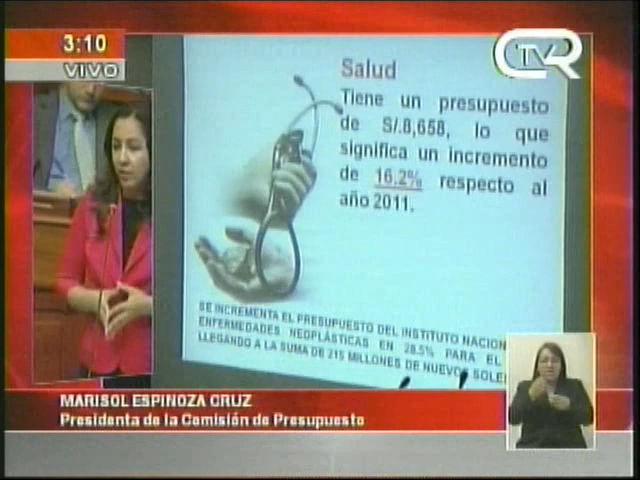 3:10
VIVO
CTVR
Salud
Tiene un presupuesto
de S/.8,658, lo que
significa un incremento
de 16.2% respecto al
año 2011.
SE INCREMENTA EL PRESUPUESTO DEL INSTITUTO NACION
ENFERMEDADES NEOPLÁSTICAS EN 28.5% PARA EL
LLEGANDO A LA SUMA DE 215 MILLONES DE NUEVOS SOLE
MARISOL ESPINOZA CRUZ
Presidenta de la Comisión de Presupuesto